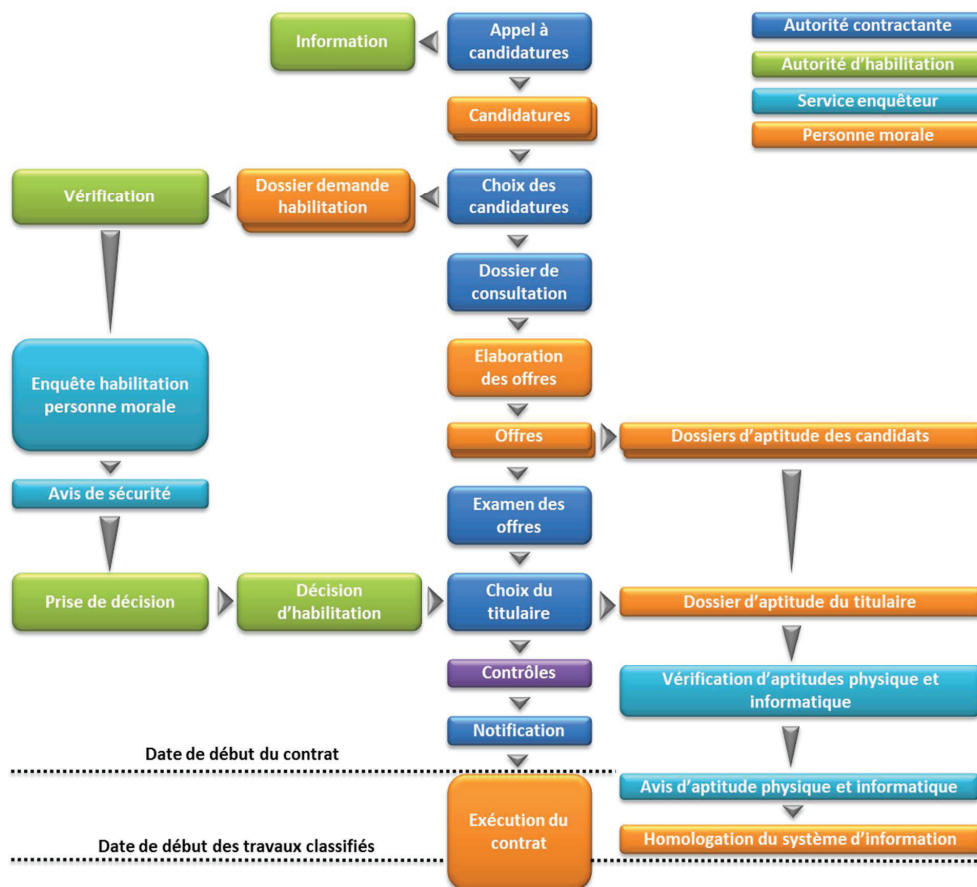 Information
Appel à
candidatures
Autorité contractante
Autorité d'habilitation
Service enquêteur
Personne morale
Candidatures
Vérification
Dossier demande
habilitation
Choix des
candidatures
Dossier de
consultation
Enquête habilitation
personne morale
Elaboration
des offres
Offres
Dossiers d'aptitude des candidats
Avis de sécurité
Examen des
offres
Prise de décision
Décision
d'habilitation
Choix du
titulaire
Dossier d'aptitude du titulaire
Contrôles
Vérification d'aptitudes physique et
informatique
Notification
Date de début du contrat
Avis d'aptitude physique et informatique
Exécution du
contrat
Homologation du système d'information
Date de début des travaux classifiés